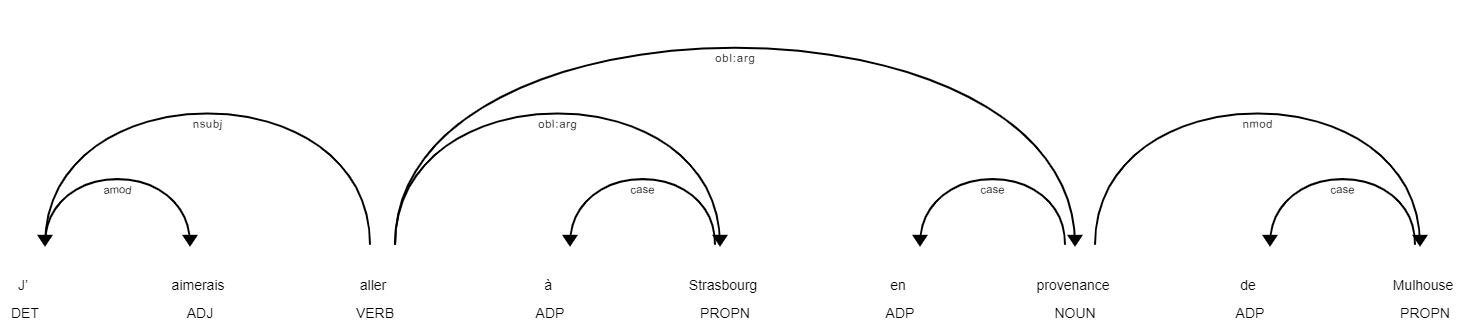 obl:arg
nsubj obl:arg nmod
amod case case case
J' aimerais aller à Strasbourg en provenance de Mulhouse
DET ADJ VERB ADP PROPN ADP NOUN ADP PROPN